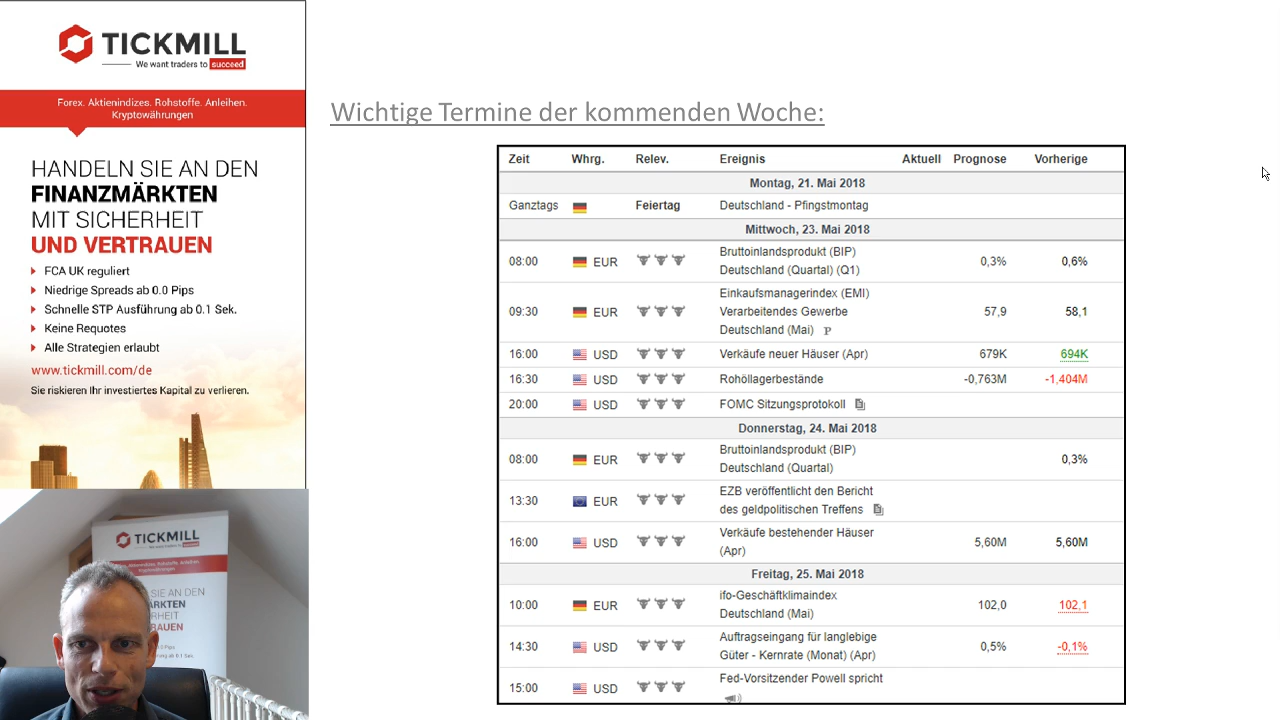 TICKMILL
We want traders to succeed
Forex. Aktienindizes. Rohstoffe. Anleihen.
Kryptowährungen
HANDELN SIE AN DEN
FINANZMÄRKTEN
MIT SICHERHEIT
UND VERTRAUEN
FCA UK reguliert
Niedrige Spreads ab 0.0 Pips
Schnelle STP Ausführung ab 0.1 Sek.
Keine Requotes
Alle Strategien erlaubt
www.tickmill.com/de
Sie riskieren Ihr investiertes Kapital zu verlieren.
TICKMILL
We want traders to
SIE AN DEN
ÄRKTEN
RHEIT
RAUEN
Wichtige Termine der kommenden Woche:
Zeit Whrg. Relev. Ereignis Aktuell Prognose Vorherige
Montag, 21. Mai 2018
Ganztags Feiertag Deutschland - Pfingstmontag
Mittwoch, 23. Mai 2018
08:00 EUR Bruttoinlandsprodukt (BIP)
Deutschland (Quartal) (Q1) 0,3% 0,6%
09:30 EUR Einkaufsmanagerindex (EMI)
Verarbeitendes Gewerbe 57,9 58,1
Deutschland (Mai) P
16:00 USD Verkäufe neuer Häuser (Apr) 679K 694K
16:30 USD Rohöllagerbestände -0,763M -1,404M
20:00 USD FOMC Sitzungsprotokoll
Donnerstag, 24. Mai 2018
08:00 EUR Bruttoinlandsprodukt (BIP)
Deutschland (Quartal) 0,3%
13:30 EUR EZB veröffentlicht den Bericht
des geldpolitischen Treffens
16:00 USD Verkäufe bestehender Häuser
(Apr) 5,60M 5,60M
Freitag, 25. Mai 2018
10:00 EUR ifo-Geschäftklimaindex
Deutschland (Mai) 102,0 102,1
14:30 USD Auftragseingang für langlebige
Güter - Kernrate (Monat) (Apr) 0,5% -0,1%
15:00 USD Fed-Vorsitzender Powell spricht